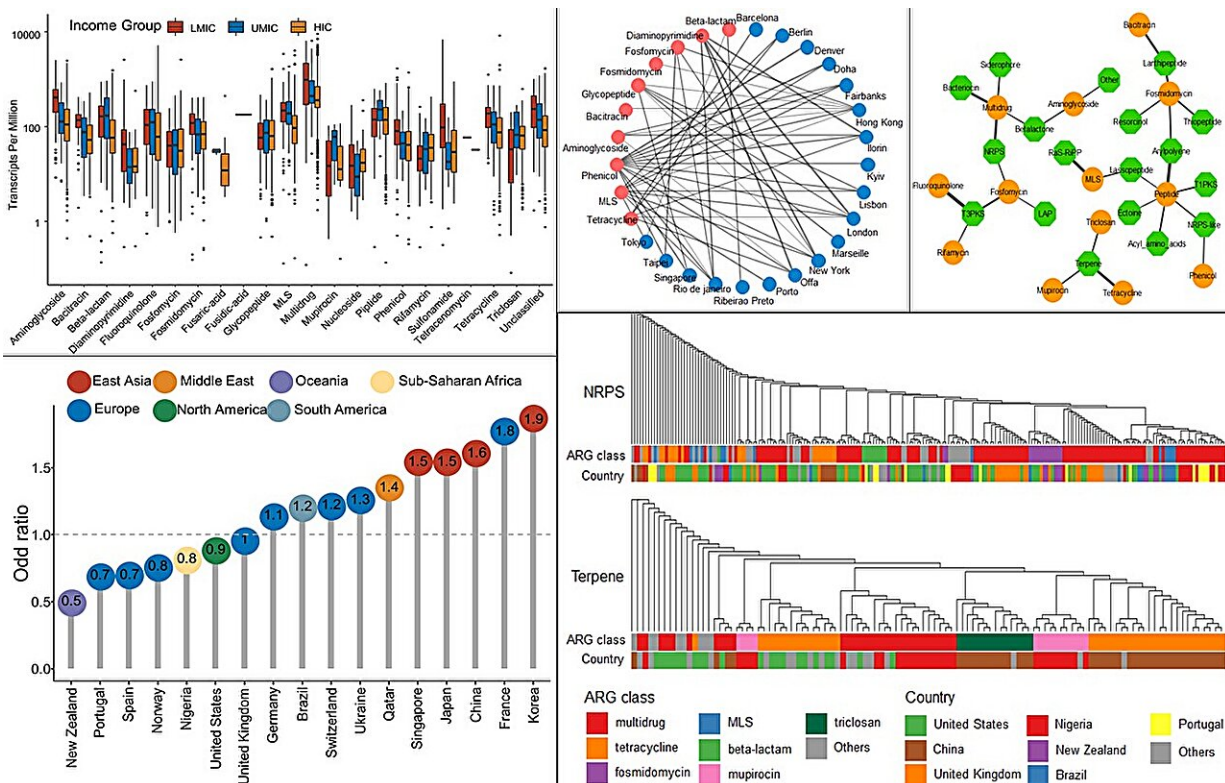 Income Group LMIC UMIC HIC
Transcripts Per Million
10000
100
1
Aminoglycoside
Bacitracin
Beta-lactam
Diaminopyrimidine
Fluoroquinolone
Fosfomycin
Fosmidomycin
Fusaric-acid
Fusidic-acid
Glycopeptide
MLS
Multidrug
Mupirocin
Nucleoside
Piptide
Phenicol
Rifamycin
Sulfonamide
Tetracenomycin
Tetracycline
Triclosan
Unclassified
Beta-lactam
Diaminopyrimidine
Fosfomycin
Fosmidomycin
Glycopeptide
Bacitracin
Aminoglycoside
Phenicol
MLS
Tetracycline
Barcelona
Berlin
Denver
Doha
Fairbanks
Hong Kong
Ilorin
Kyiv
Lisbon
London
Marseille
New York
Offa
Porto
Ribeirao Preto
Rio de janeiro
Singapore
Taipei
Tokyo
Bacitracin
Lanthipeptide
Siderophore
Bacteriocin
Multidrug
Aminoglycoside
Other
Betalactone
Fosmidomycin
Resorcinol
Thiopeptide
NRPS
RaS-RiPP
Arylpolyene
Fluoroquinolone
Fosfomycin
MLS
Lassopeptide
Peptide
T1PKS
T3PKS
LAP
Triclosan
Ectoine
NRPS-like
Rifamycin
Acyl_amino_acids
Terpene
Mupirocin
Tetracycline
Phenicol
East Asia Middle East Oceania Sub-Saharan Africa
Europe North America South America
Odd ratio
1.5
1.0
0.5
0.0
0.5
0.7
0.7
0.8
0.8
0.9
1
1.1
1.2
1.2
1.3
1.4
1.5
1.5
1.6
1.8
1.9
New Zealand
Portugal
Spain
Norway
Nigeria
United States
United Kingdom
Germany
Brazil
Switzerland
Ukraine
Qatar
Singapore
Japan
China
France
Korea
NRPS
ARG class
Country
Terpene
ARG class
Country
ARG class
multidrug MLS triclosan
tetracycline beta-lactam Others
fosmidomycin mupirocin
Country
United States Nigeria Portugal
China New Zealand Others
United Kingdom Brazil